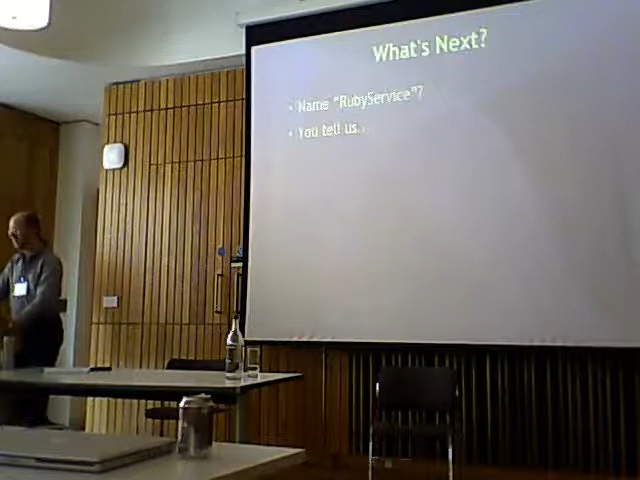 What's Next?
• Name "RubyService"?
• You tell us...